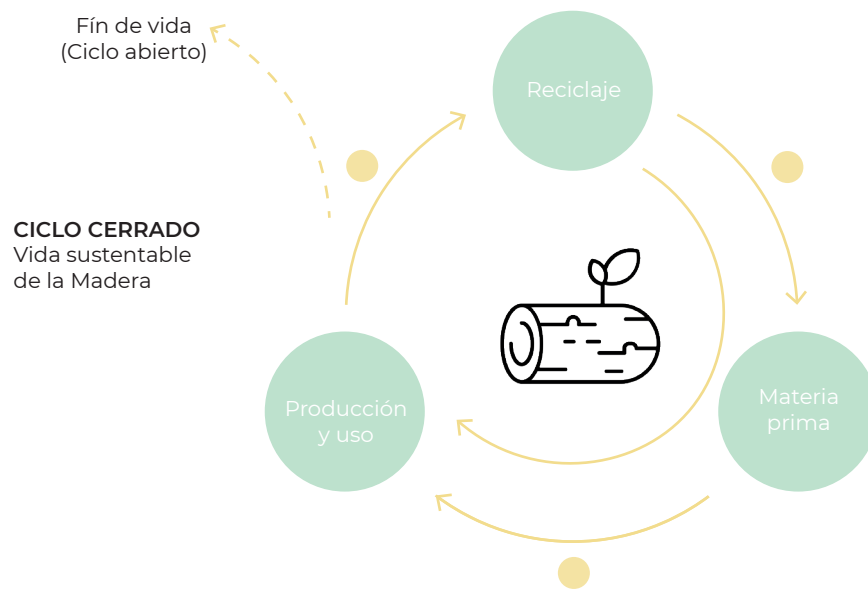 Fín de vida
(Ciclo abierto)
Reciclaje
CICLO CERRADO
Vida sustentable
de la Madera
Producción
y uso
Materia
prima